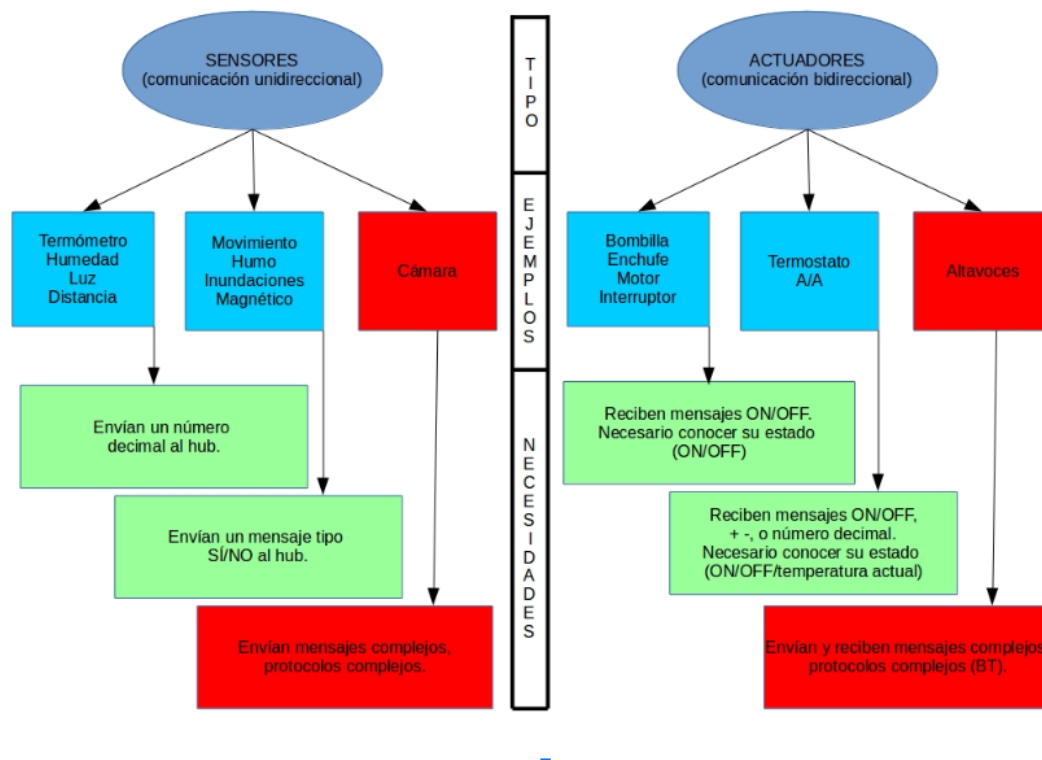 SENSORES
(comunicación unidireccional)
TIPO
ACTUADORES
(comunicación bidireccional)
Termómetro
Humedad
Luz
Distancia
Movimiento
Humo
Inundaciones
Magnético
Cámara
EJEMPLOS
Bombilla
Enchufe
Motor
Interruptor
Termostato
A/A
Altavoces
Envían un número
decimal al hub.
Envían un mensaje tipo
SÍ/NO al hub.
Envían mensajes complejos,
protocolos complejos.
NECESIDADES
Reciben mensajes ON/OFF.
Necesario conocer su estado
(ON/OFF)
Reciben mensajes ON/OFF,
+ -, o número decimal.
Necesario conocer su estado
(ON/OFF/temperatura actual)
Envían y reciben mensajes complejos
protocolos complejos (BT).